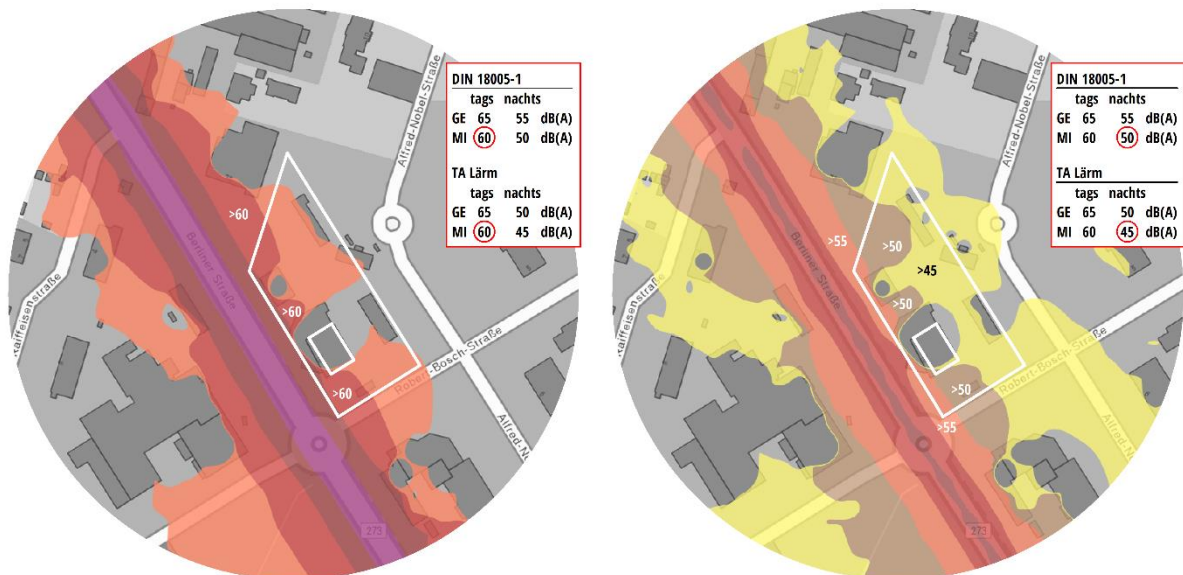 DIN 18005-1
tags nachts
GE 65 55 dB(A)
MI 60 50 dB(A)
TA Lärm
tags nachts
GE 65 50 dB(A)
MI 60 45 dB(A)
Alfred-Nobel-Straße
>60
Berliner Straße
>60
>60
Raiffeisenstraße
Robert-Bosch-Straße
Alfred-No
273
DIN 18005-1
tags nachts
GE 65 55 dB(A)
MI 60 50 dB(A)
TA Lärm
tags nachts
GE 65 50 dB(A)
MI 60 45 dB(A)
Alfred-Nobel-Straße
>55
>50
>45
Berliner Straße
>50
>50
>55
Raiffeisenstraße
Robert-Bosch-Straße
Alfred-No
273